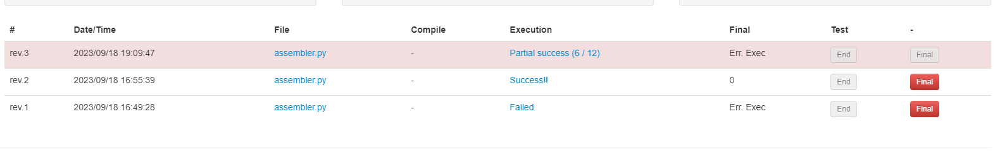 # Date/Time File Compile Execution Final Test -
rev.3 2023/09/18 19:09:47 assembler.py - Partial success (6 / 12) Err. Exec End Final
rev.2 2023/09/18 16:55:39 assembler.py - Success!! 0 End Final
rev.1 2023/09/18 16:49:28 assembler.py - Failed Err. Exec End Final